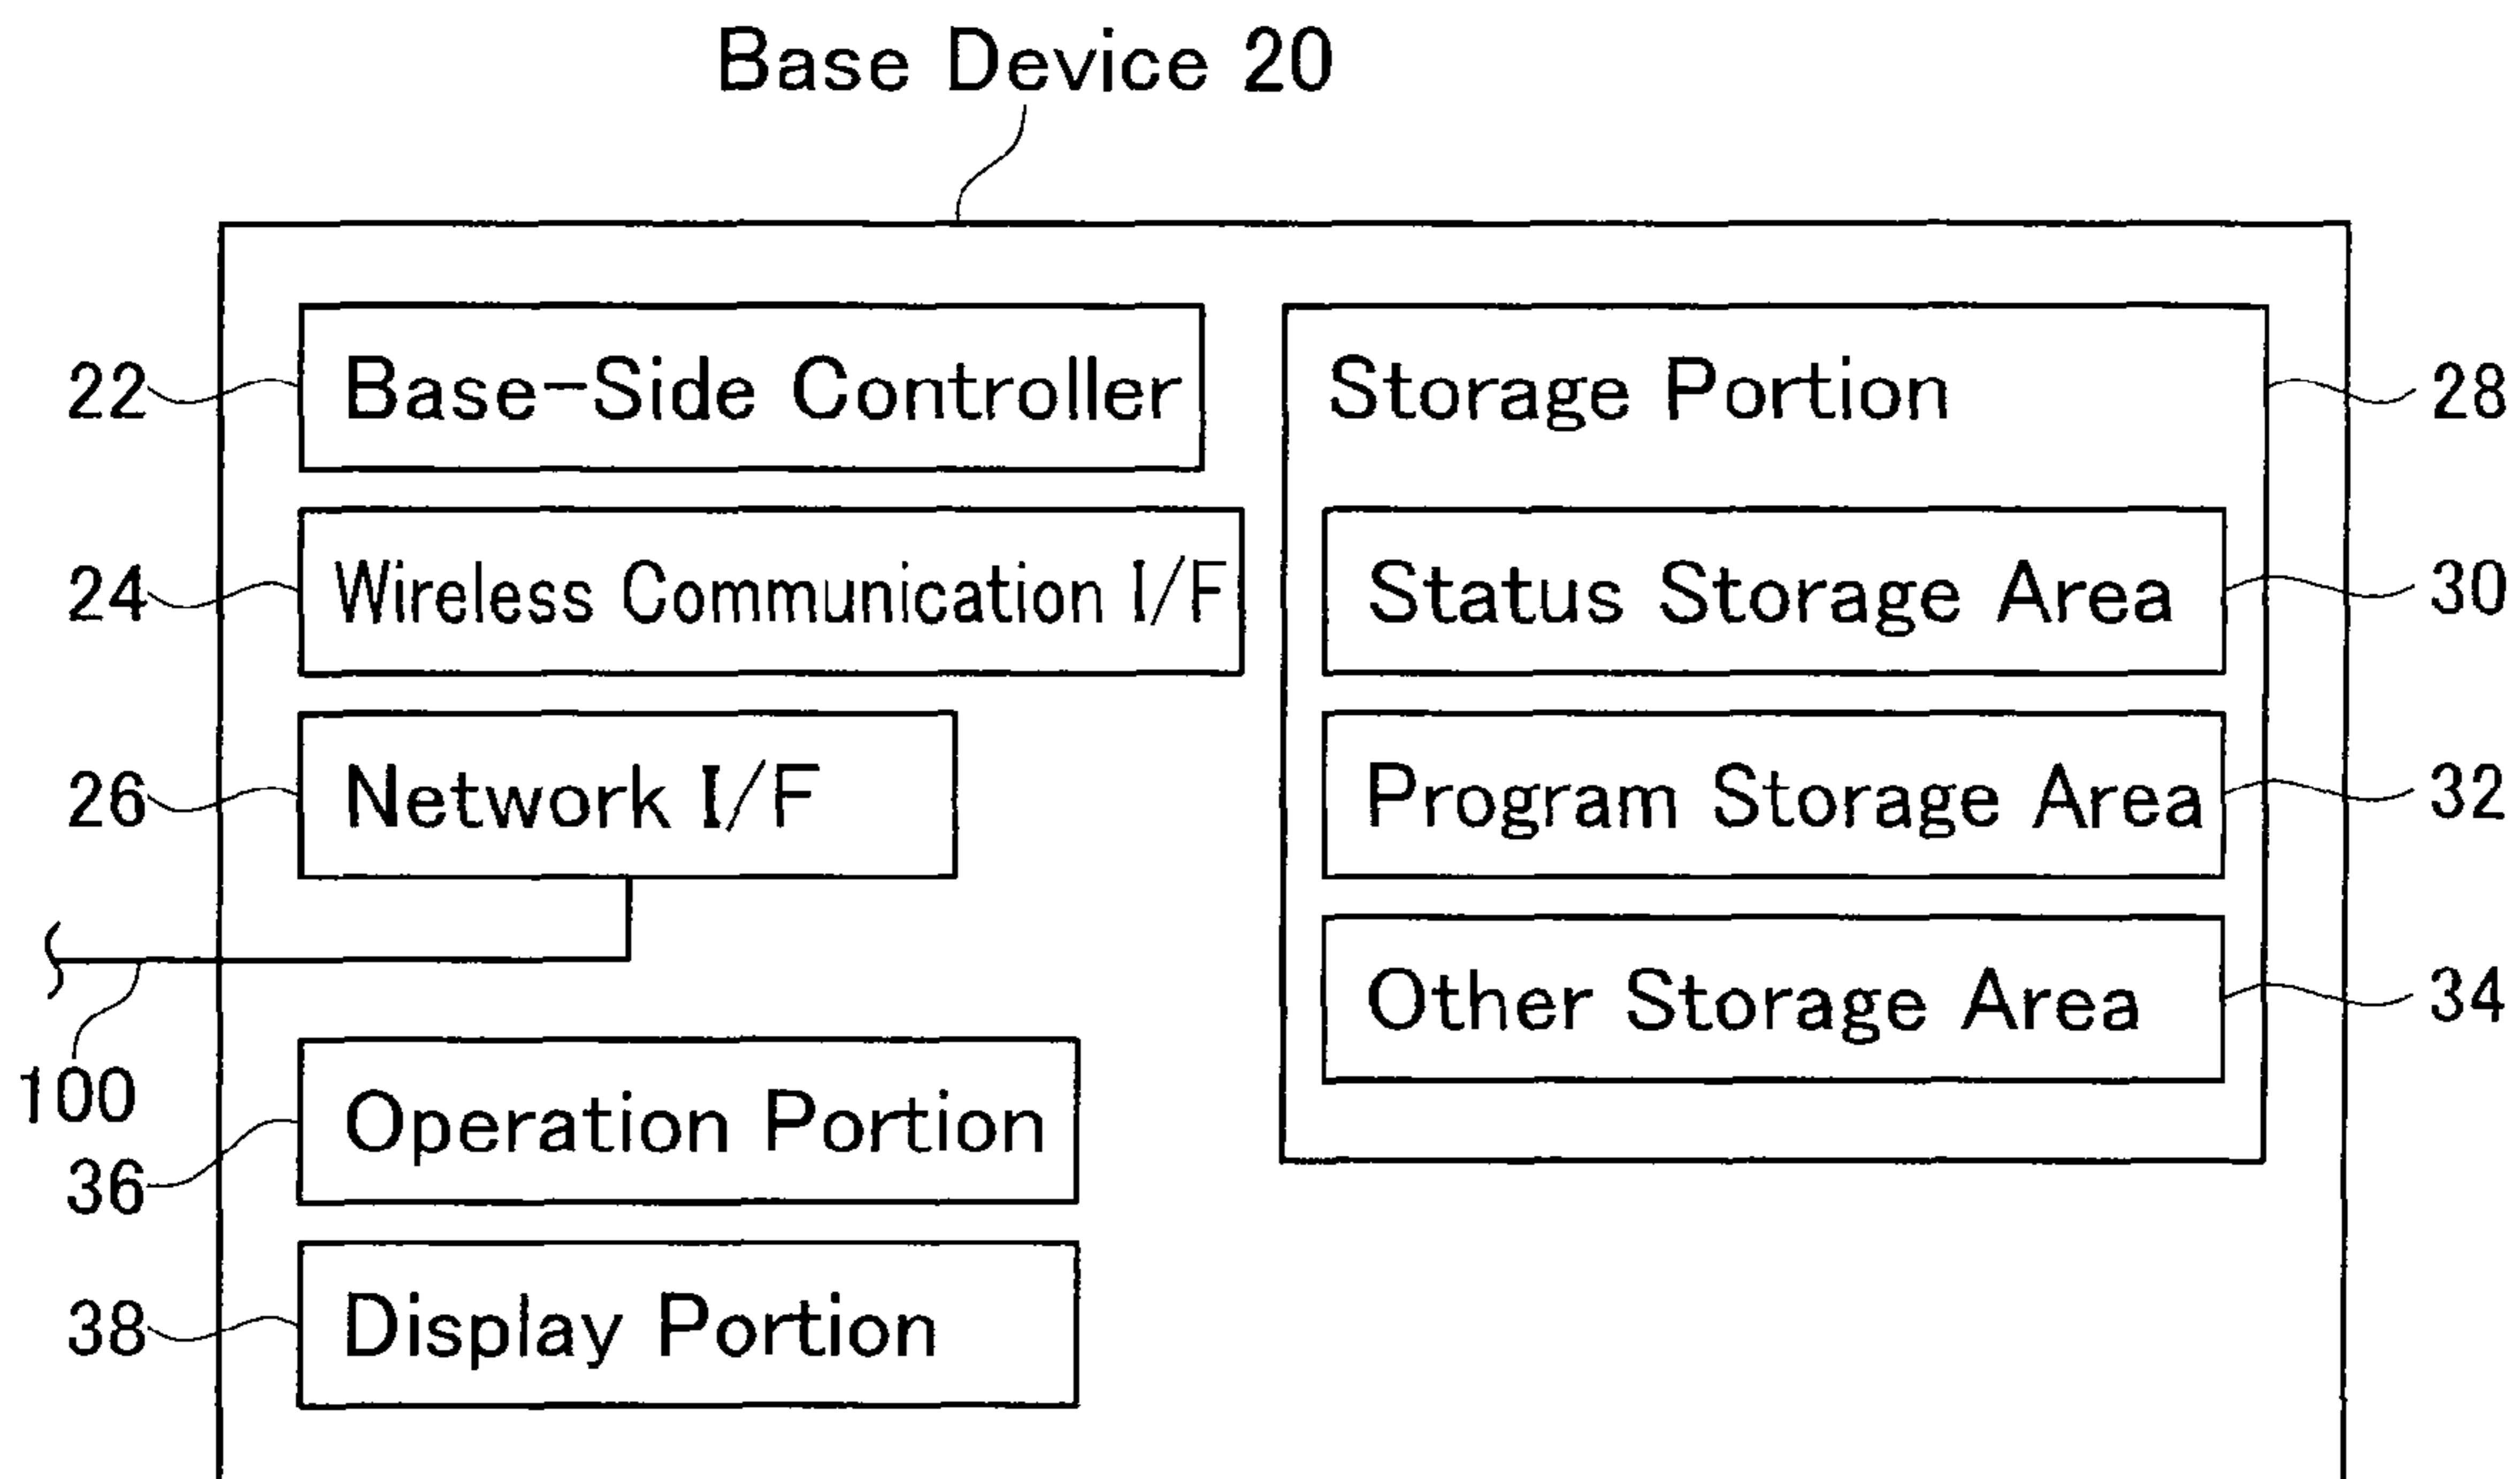 Base Device 20
22 Base-Side Controller
24 Wireless Communication I/F
26 Network I/F
100
36 Operation Portion
38 Display Portion
Storage Portion 28
Status Storage Area 30
Program Storage Area 32
Other Storage Area 34